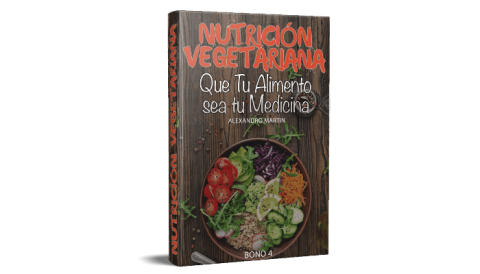 NUTRICIÓN
VEGETARIANA
Que Tu Alimento
sea tu Medicina
ALEXANDRO MARTIN
BONO 4
NUTRICIÓN VEGETARIANA